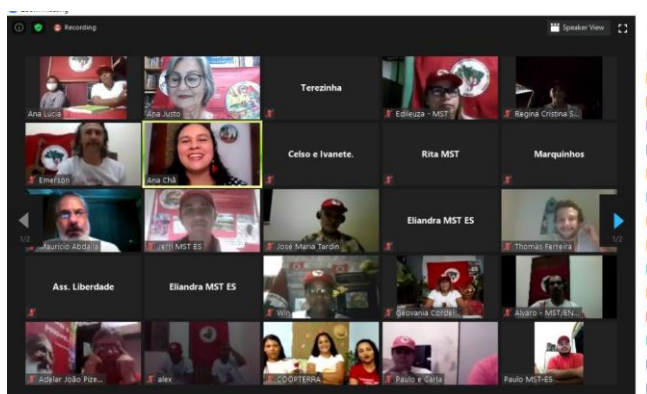 Recording
Speaker View
Ana Lucia
Ana Justo
Terezinha
Edileuza - MST
Regina Cristina S...
Emerson
Ana Chã
Celso e Ivanete.
Rita MST
Marquinhos
1/2
Mauricio Abdalla
Jerri MST ES
José Maria Tardin
Eliandra MST ES
Thomas Ferreira
1/2
Ass. Liberdade
Eliandra MST ES
Win
Geovania Cordel
Alvaro - MST/EN...
Adelar João Pize...
alex
COOPTERRA
Paulo e Carla
Paulo MST-ES